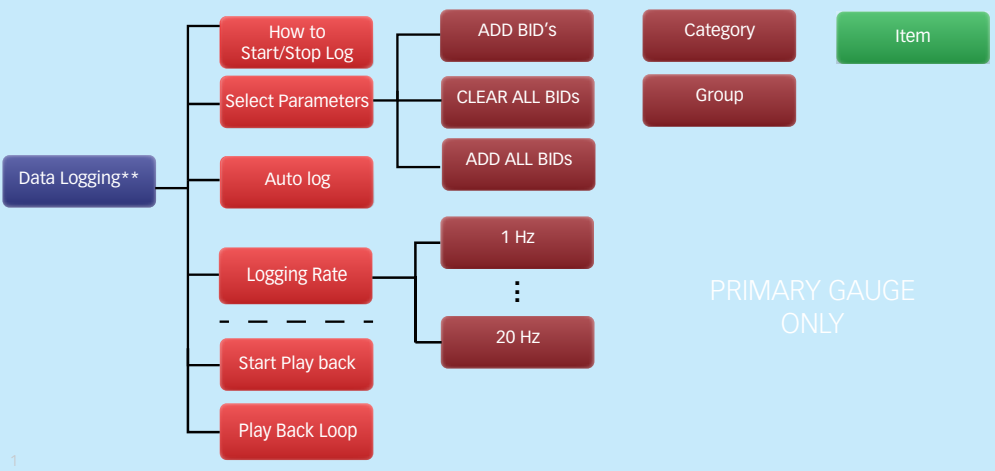 How to
Start/Stop Log
ADD BID's
Category
Item
Select Parameters
CLEAR ALL BIDs
Group
ADD ALL BIDs
Data Logging**
Auto log
1 Hz
Logging Rate
PRIMARY GAUGE
ONLY
20 Hz
Start Play back
Play Back Loop
1